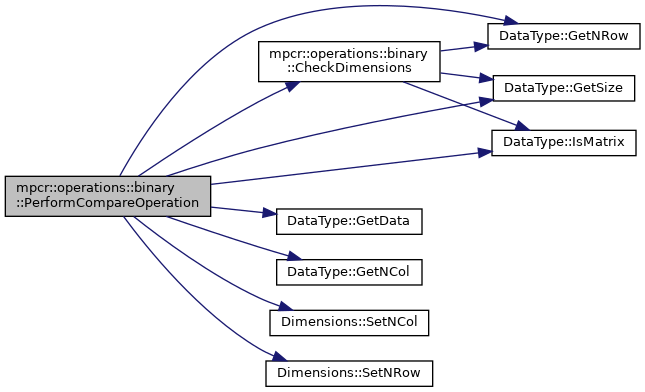 DataType::GetNRow
mpcr::operations::binary
::CheckDimensions
DataType::GetSize
DataType::IsMatrix
mpcr::operations::binary
::PerformCompareOperation
DataType::GetData
DataType::GetNCol
Dimensions::SetNCol
Dimensions::SetNRow